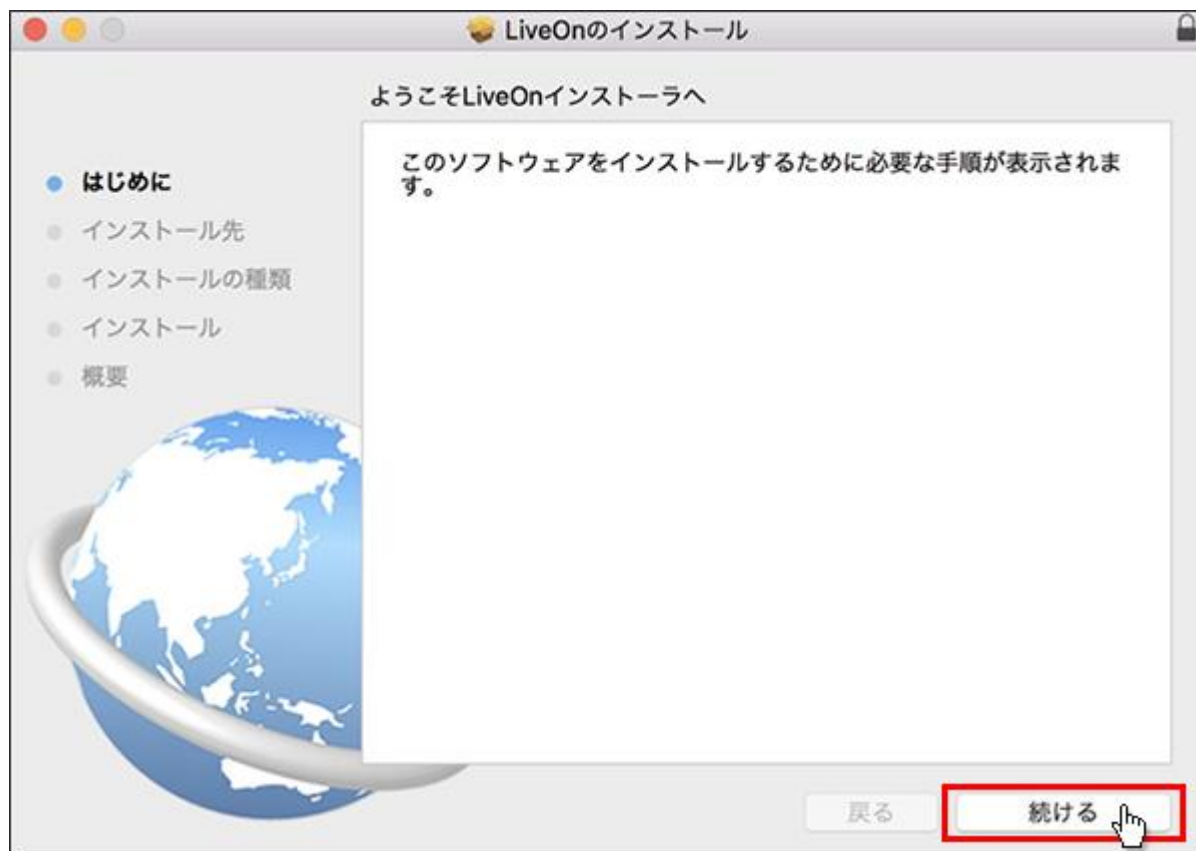 LiveOnのインストール
ようこそLiveOnインストーラへ
このソフトウェアをインストールするために必要な手順が表示されま
す。
はじめに
インストール先
インストールの種類
インストール
概要
戻る
続ける